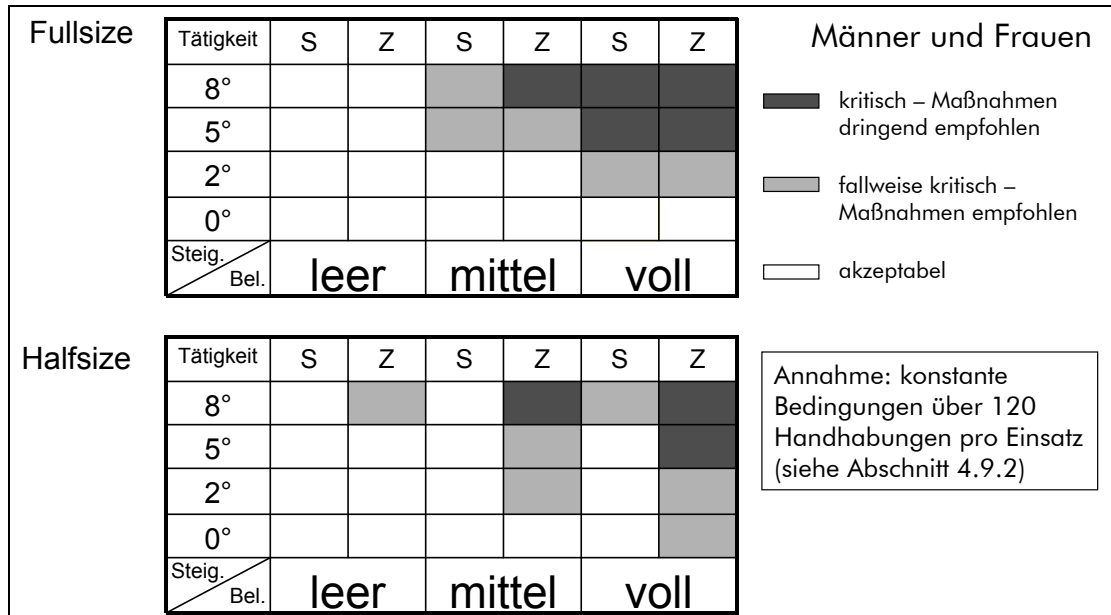 Fullsize
Tätigkeit S Z S Z S Z
8°
5°
2°
0°
Steig. Bel. leer mittel voll
Männer und Frauen
kritisch – Maßnahmen
dringend empfohlen
fallweise kritisch –
Maßnahmen empfohlen
akzeptabel
Halfsize
Tätigkeit S Z S Z S Z
8°
5°
2°
0°
Steig. Bel. leer mittel voll
Annahme: konstante
Bedingungen über 120
Handhabungen pro Einsatz
(siehe Abschnitt 4.9.2)